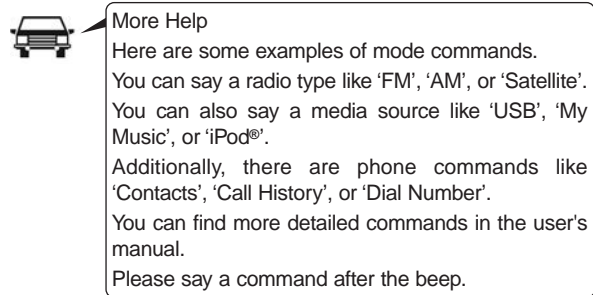 More Help
Here are some examples of mode commands.
You can say a radio type like ‘FM’, ‘AM’, or ‘Satellite’.
You can also say a media source like ‘USB’, ‘My
Music’, or ‘iPod®’.
Additionally, there are phone commands like
‘Contacts’, ‘Call History’, or ‘Dial Number’.
You can find more detailed commands in the user's
manual.
Please say a command after the beep.